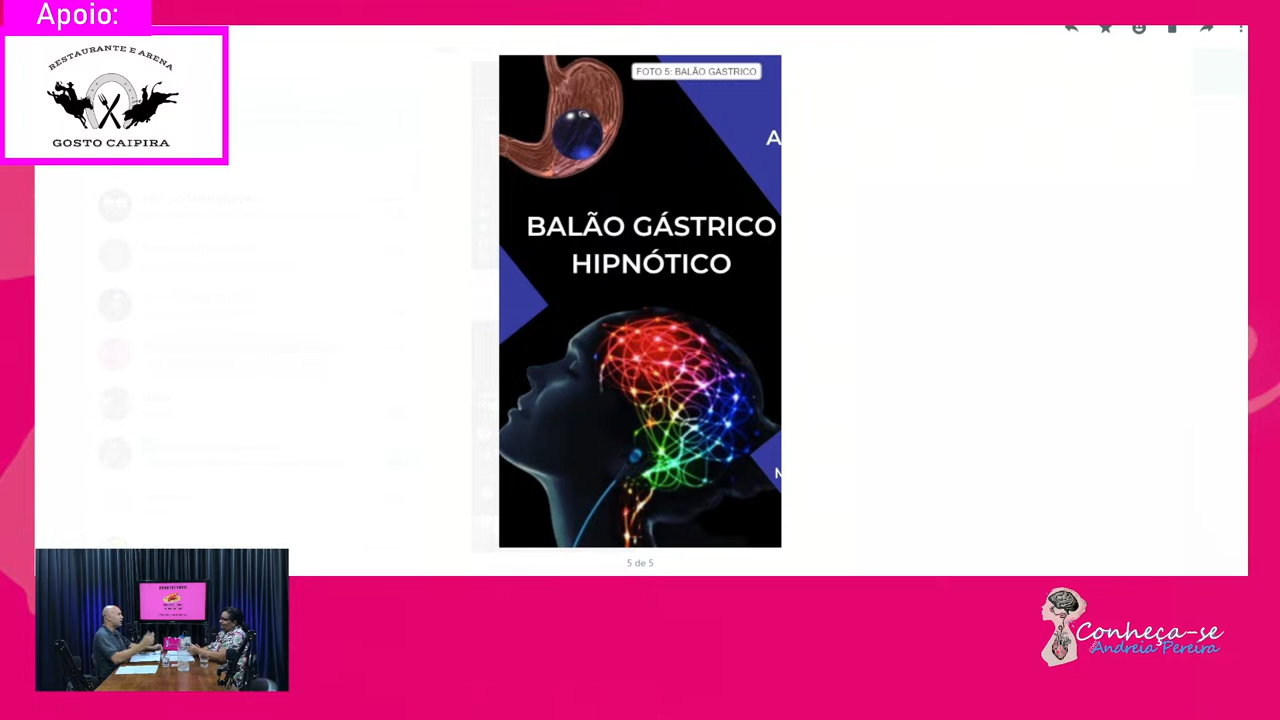 Apoio:
RESTAURANTE E ARENA
GOSTO CAIPIRA
FOTO 5: BALÃO GASTRICO
A
BALÃO GÁSTRICO
HIPNÓTICO
5 de 5
Conheça-se
Andreia Pereira